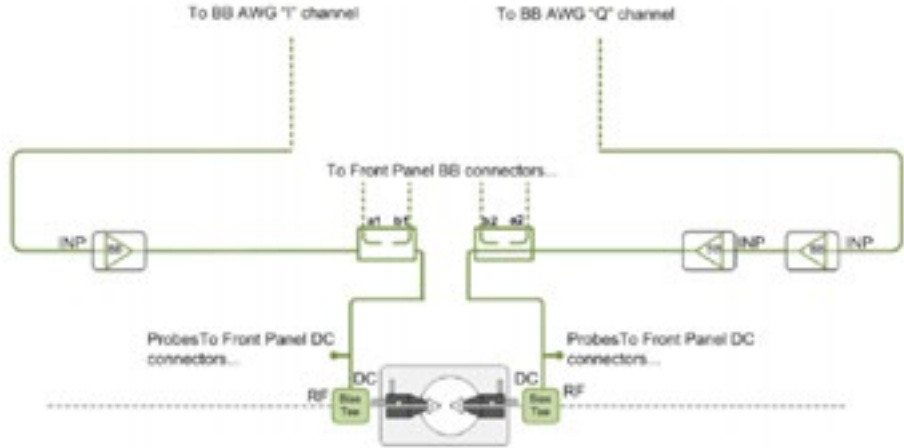 To BB AWG "I" channel
To BB AWG "Q" channel
To Front Panel BB connectors...
a1 b1
b2 a2
INP
BB
INP
BB
INP
ProbesTo Front Panel DC
connectors...
ProbesTo Front Panel DC
connectors...
RF
DC
DC
RF
Bias
Tee
Bias
Tee